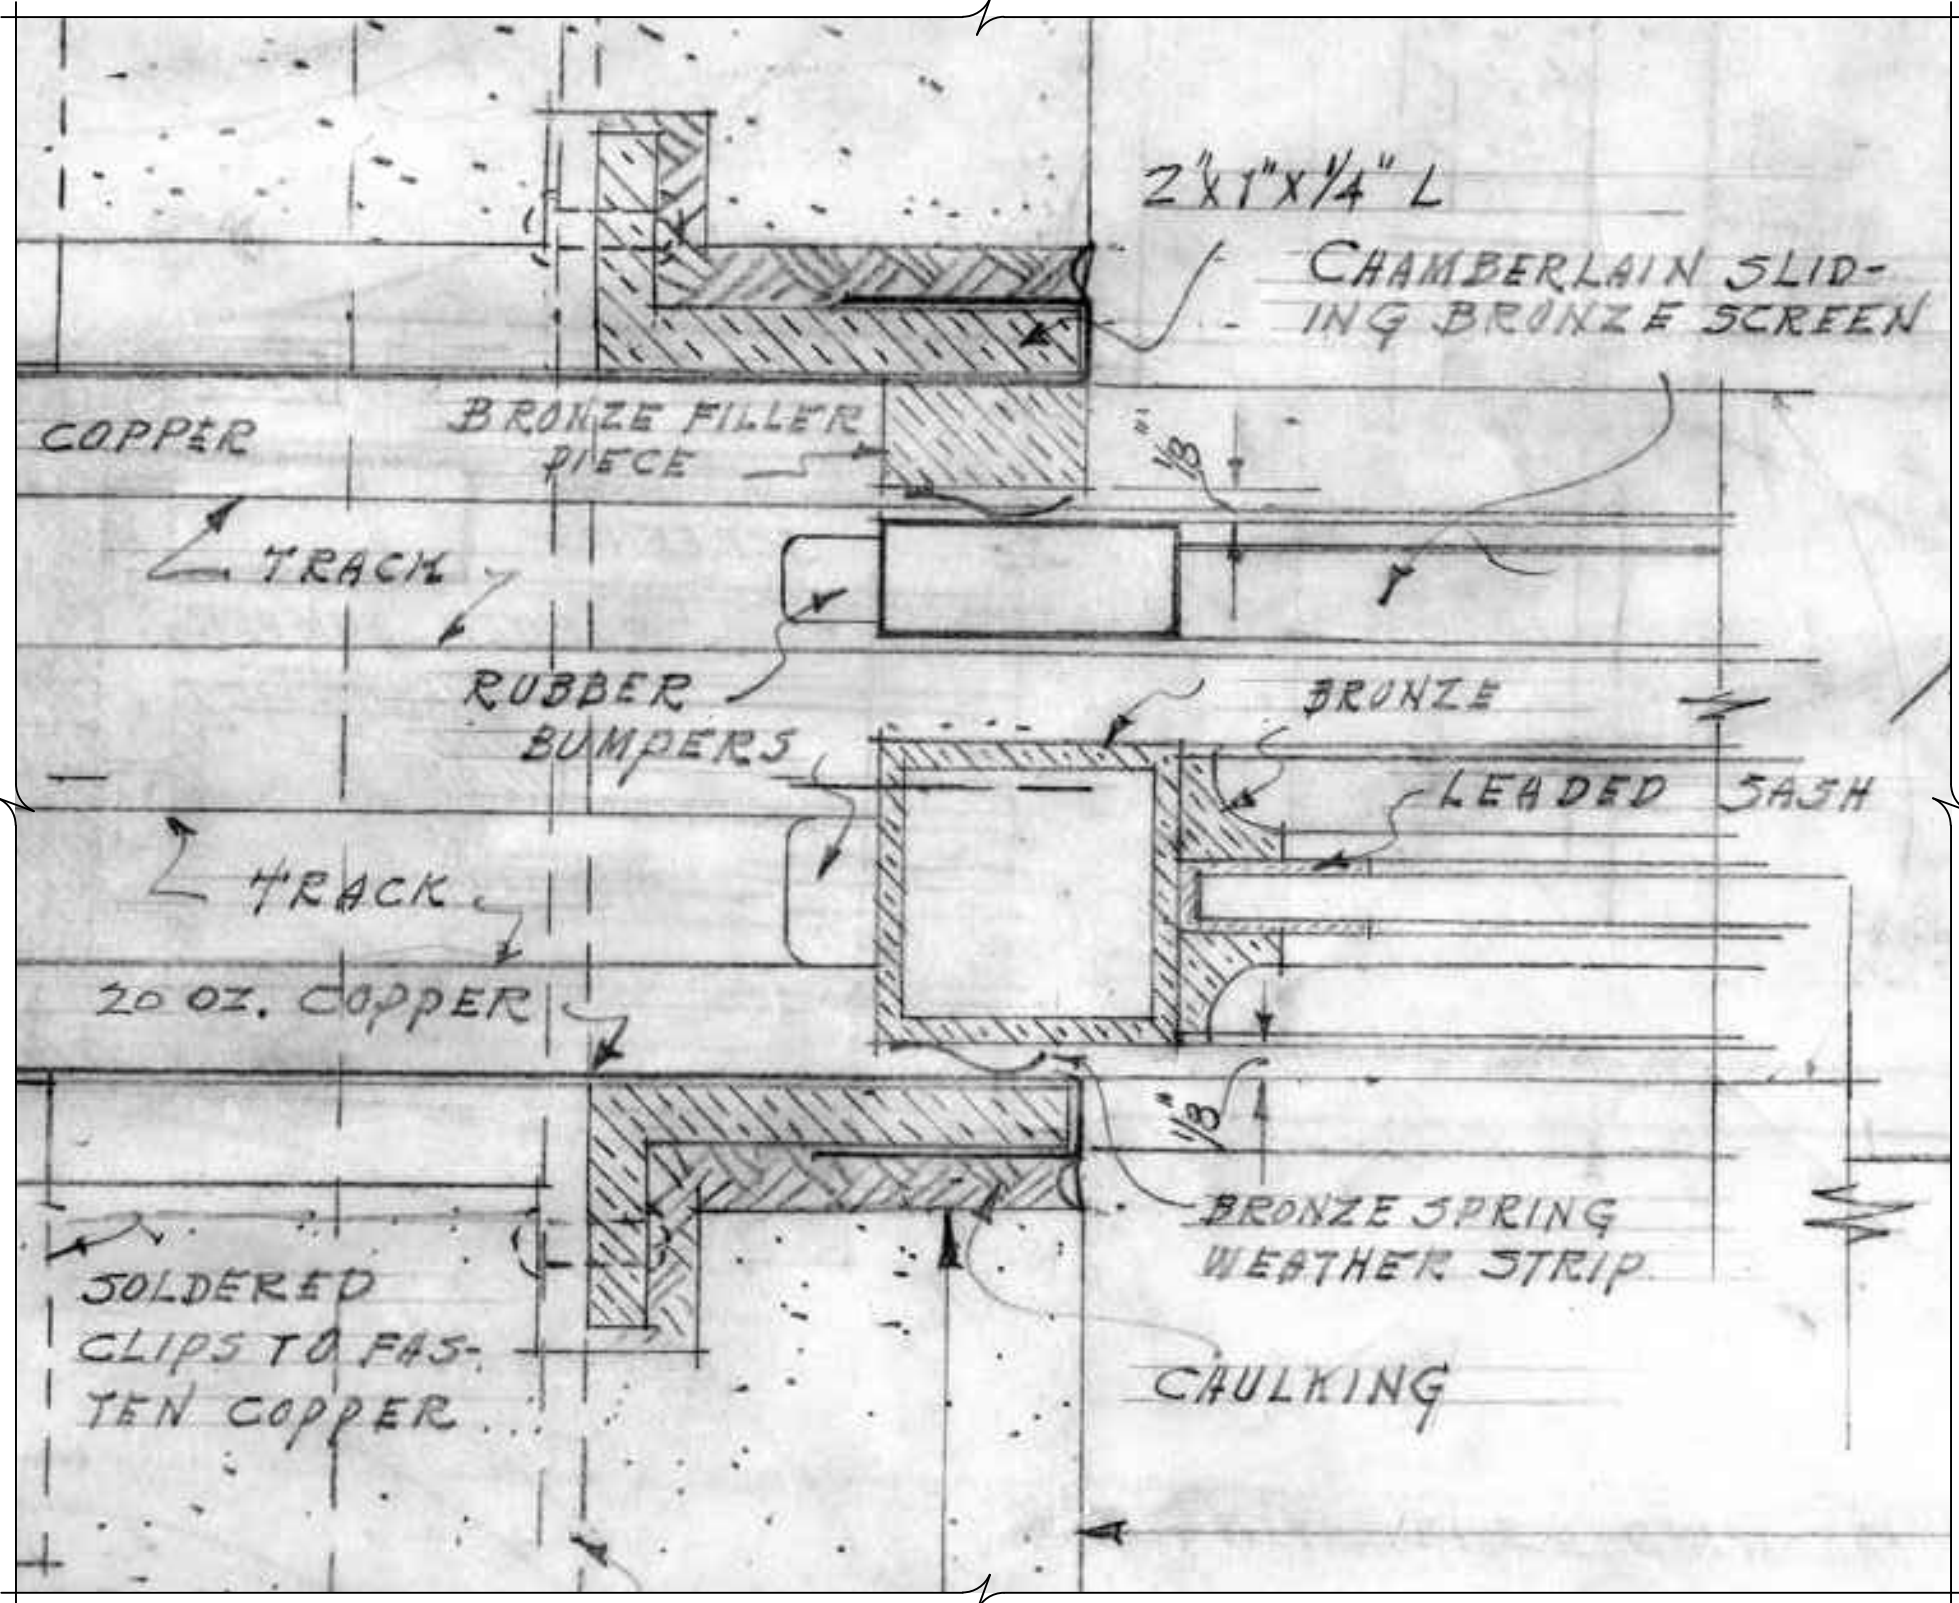 2"x1"x1/4" L
CHAMBERLAIN SLID-
ING BRONZE SCREEN
COPPER
BRONZE FILLER
PIECE
1/8"
TRACK
RUBBER
BUMPERS
BRONZE
LEADED SASH
TRACK
20 OZ. COPPER
1/8"
BRONZE SPRING
WEATHER STRIP
SOLDERED
CLIPS TO FAS-
TEN COPPER
CAULKING